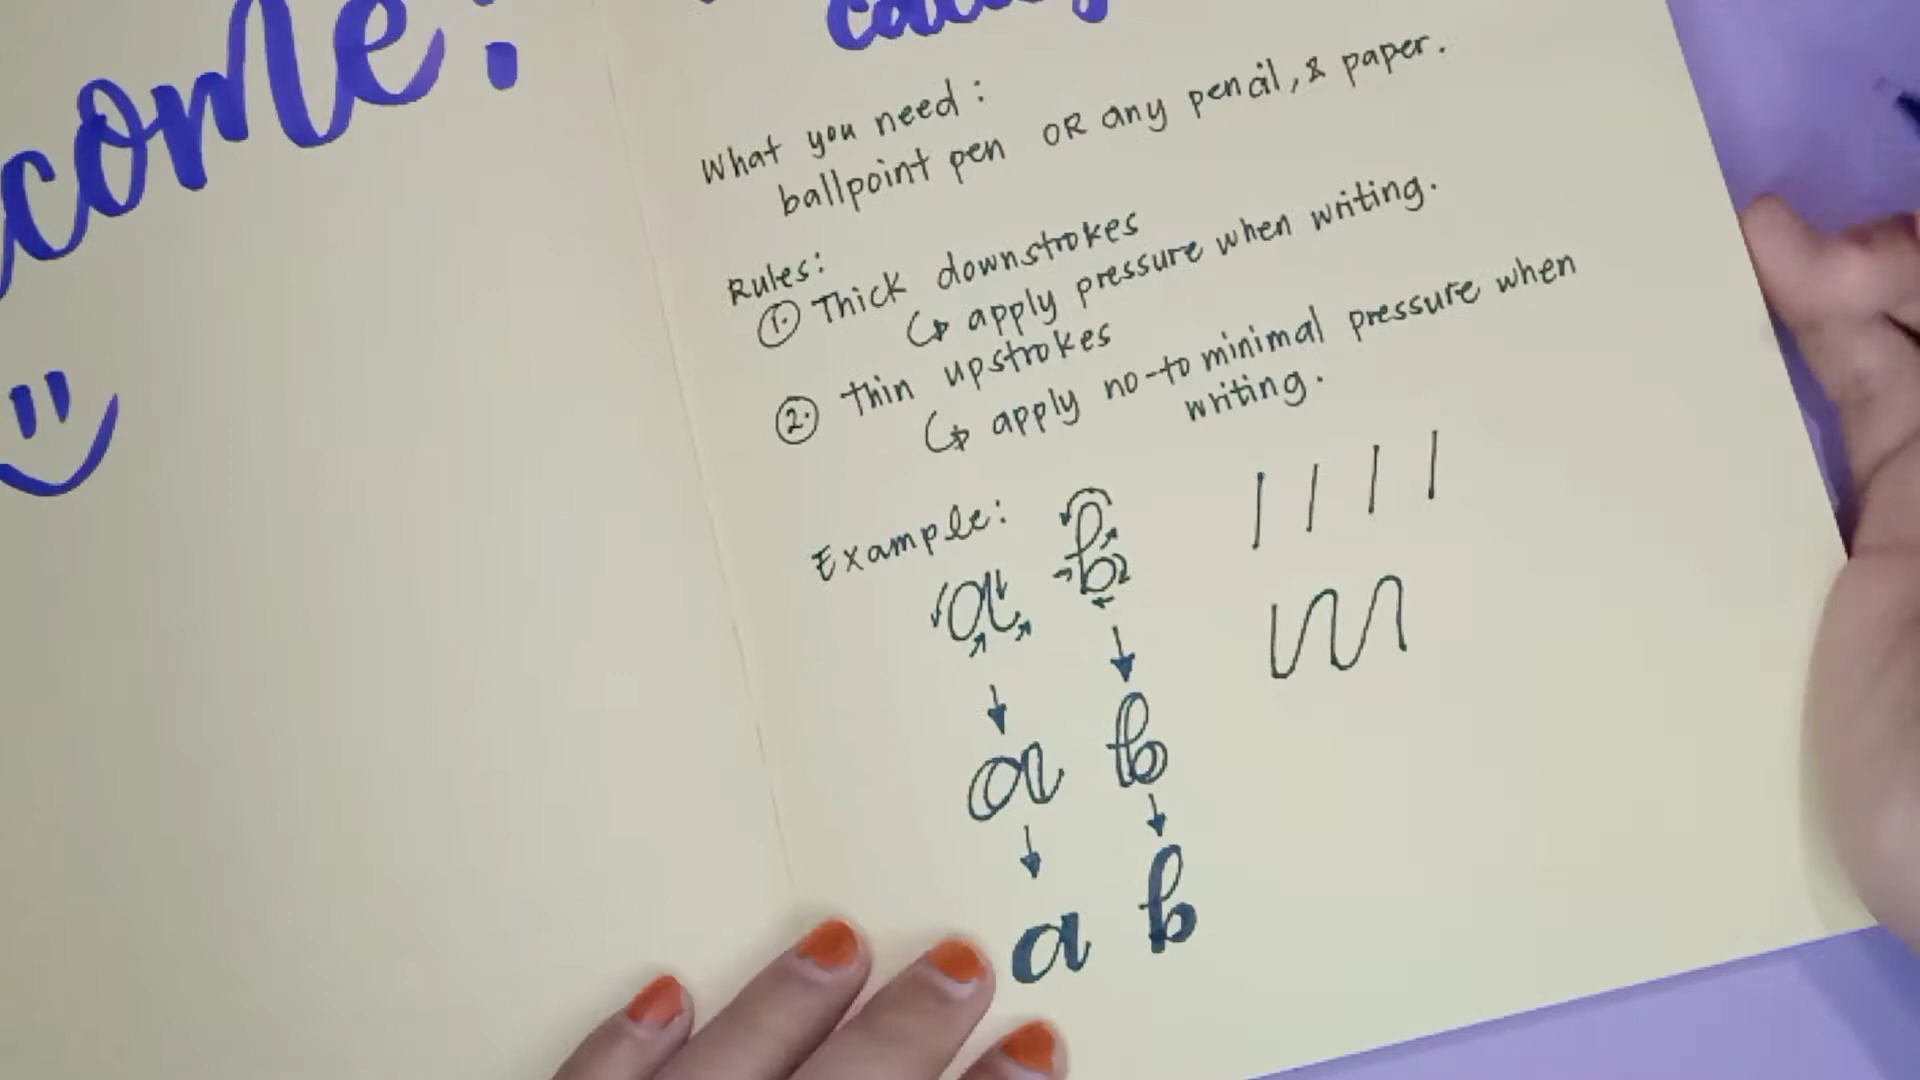 come!
What you need:
ballpoint pen OR any pencil, & paper.
Rules:
1. Thick downstrokes
apply pressure when writing.
2. Thin upstrokes
apply no-to minimal pressure when
writing.
Example:
a b
a b
a b